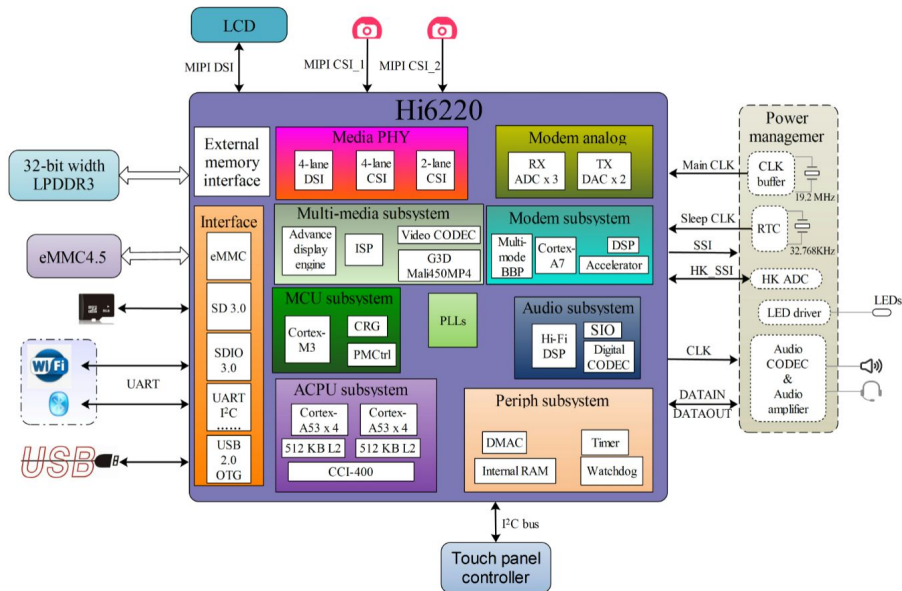 LCD
MIPI DSI
MIPI CSI_1
MIPI CSI_2
Hi6220
External
memory
interface
Media PHY
4-lane
DSI
4-lane
CSI
2-lane
CSI
Modem analog
RX
ADC x 3
TX
DAC x 2
32-bit width
LPDDR3
eMMC4.5
WiFi
UART
USB
Interface
eMMC
SD 3.0
SDIO
3.0
UART
I²C
......
USB
2.0
OTG
Multi-media subsystem
Advance
display
engine
ISP
Video CODEC
G3D
Mali450MP4
Modem subsystem
Multi-
mode
BBP
Cortex-
A7
DSP
Accelerator
MCU subsystem
Cortex-
M3
CRG
PMCtrl
PLLs
Audio subsystem
Hi-Fi
DSP
SIO
Digital
CODEC
ACPU subsystem
Cortex-
A53 x 4
Cortex-
A53 x 4
512 KB L2
512 KB L2
CCI-400
Periph subsystem
DMAC
Timer
Internal RAM
Watchdog
Main CLK
Sleep CLK
SSI
HK_SSI
CLK
DATAIN
DATAOUT
Power
managemer
CLK
buffer
19.2 MHz
RTC
32.768KHz
HK ADC
LED driver
LEDs
Audio
CODEC
&
Audio
amplifier
I²C bus
Touch panel
controller